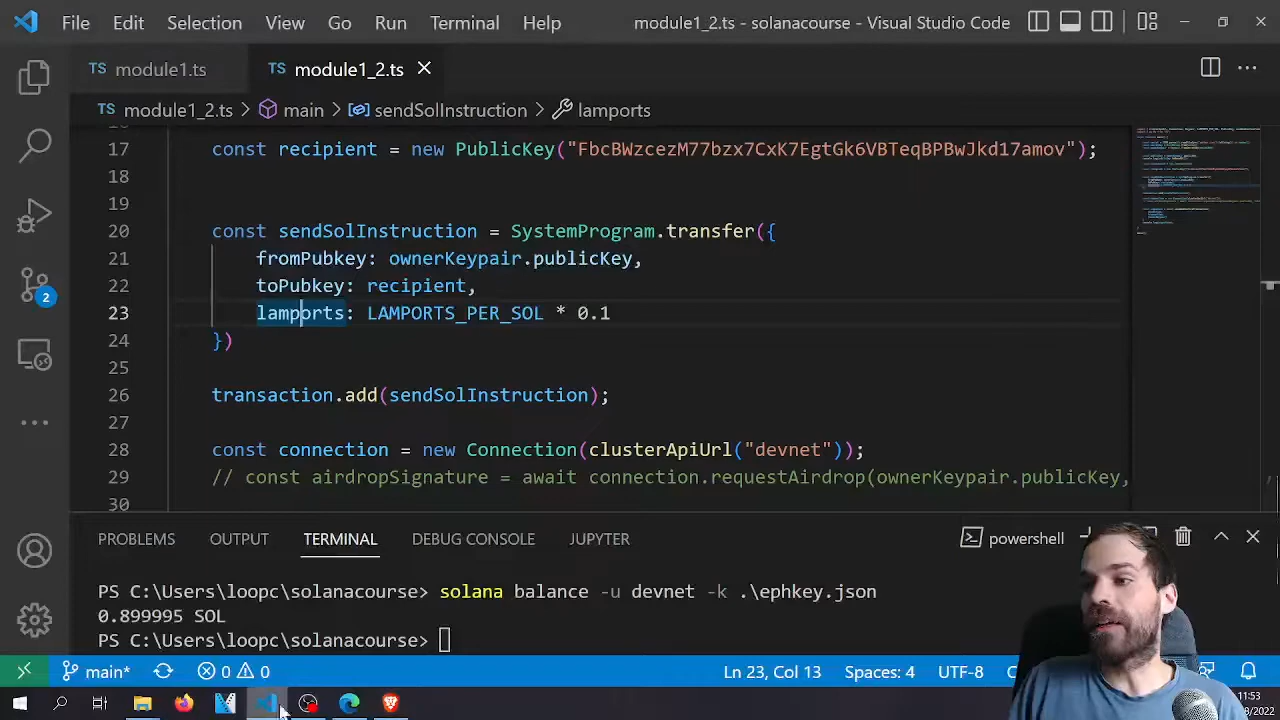 File Edit Selection View Go Run Terminal Help module1_2.ts - solanacourse - Visual Studio Code
TS module1.ts TS module1_2.ts
TS module1_2.ts > main > sendSolInstruction > lamports
17 const recipient = new PublicKey("FbcBWzcezM77bzx7CxK7EgtGk6VBTeqBPBwJkd17amov");
18
19
20 const sendSolInstruction = SystemProgram.transfer({
21 fromPubkey: ownerKeypair.publicKey,
22 toPubkey: recipient,
23 lamports: LAMPORTS_PER_SOL * 0.1
24 })
25
26 transaction.add(sendSolInstruction);
27
28 const connection = new Connection(clusterApiUrl("devnet"));
29 // const airdropSignature = await connection.requestAirdrop(ownerKeypair.publicKey,
30
PROBLEMS OUTPUT TERMINAL DEBUG CONSOLE JUPYTER powershell
PS C:\Users\loopc\solanacourse> solana balance -u devnet -k .\ephkey.json
0.899995 SOL
PS C:\Users\loopc\solanacourse>
2
main* 0 0 Ln 23, Col 13 Spaces: 4 UTF-8
11:53
/2022